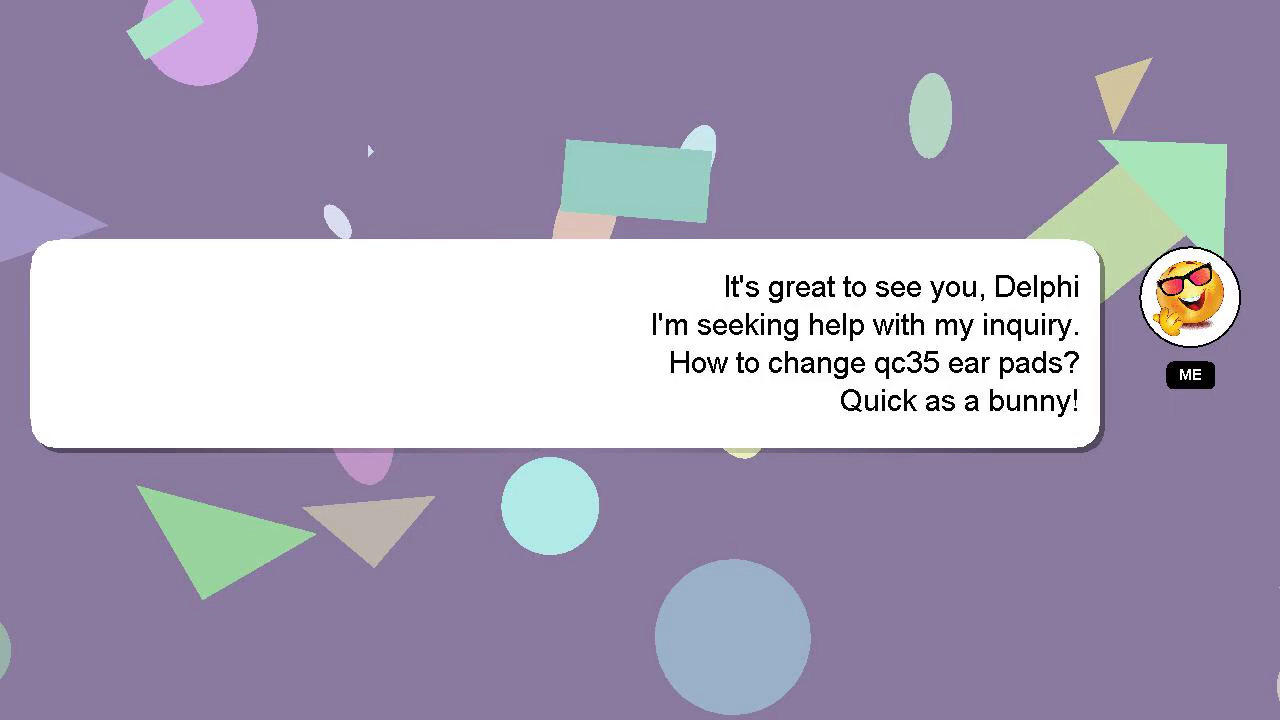 It's great to see you, Delphi
I'm seeking help with my inquiry.
How to change qc35 ear pads?
Quick as a bunny!
ME